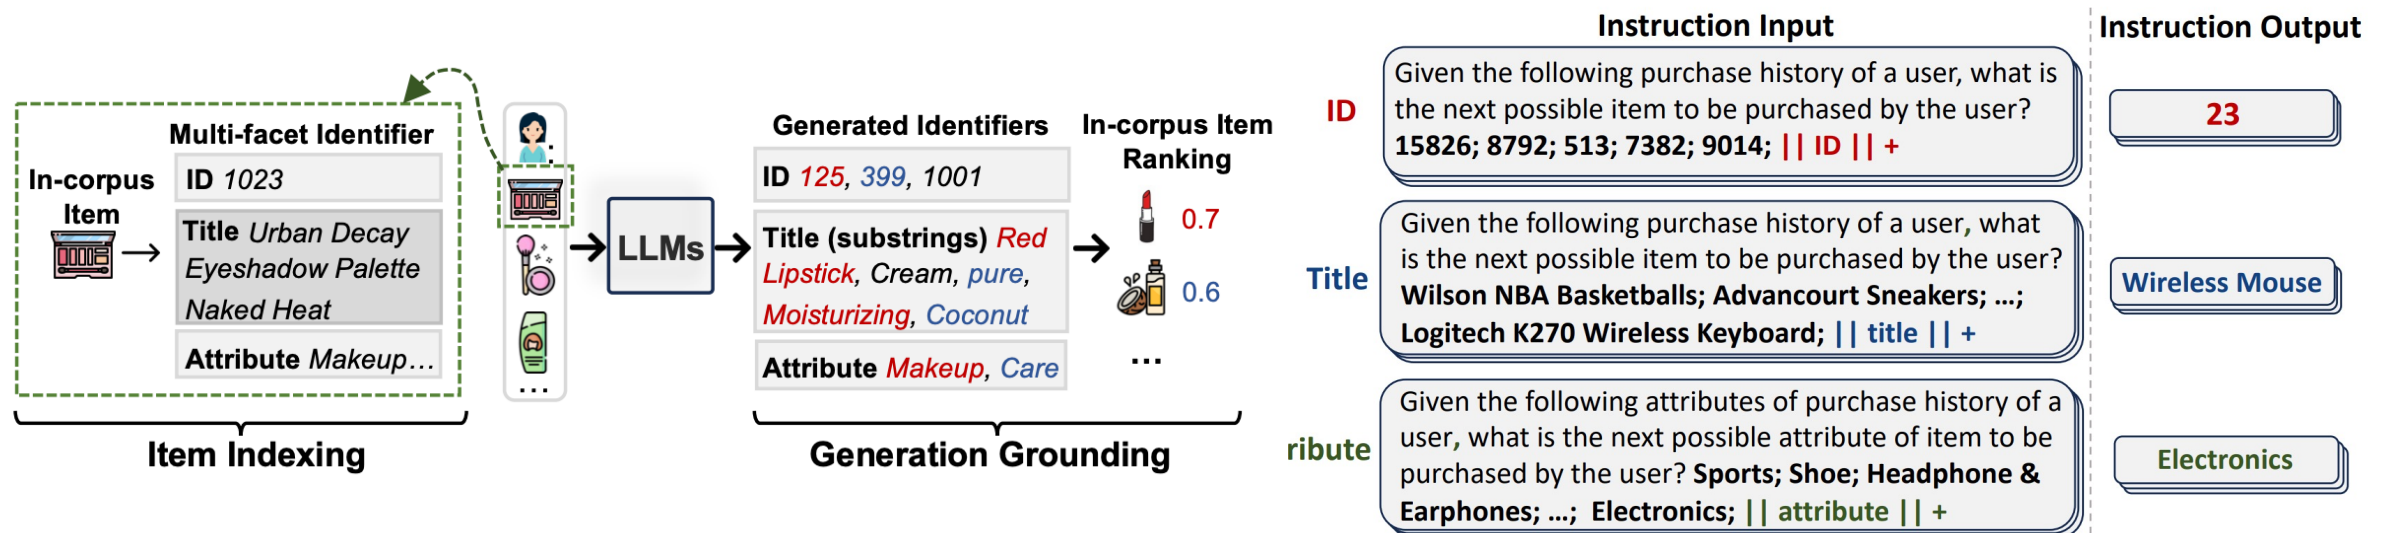 Multi-facet Identifier
In-corpus
Item
ID 1023
Title Urban Decay
Eyeshadow Palette
Naked Heat
Attribute Makeup...
Item Indexing
...
LLMs
Generated Identifiers
ID 125, 399, 1001
Title (substrings) Red
Lipstick, Cream, pure,
Moisturizing, Coconut
Attribute Makeup, Care
In-corpus Item
Ranking
0.7
0.6
...
Generation Grounding
Instruction Input
Instruction Output
ID
Given the following purchase history of a user, what is
the next possible item to be purchased by the user?
15826; 8792; 513; 7382; 9014; || ID || +
23
Title
Given the following purchase history of a user, what
is the next possible item to be purchased by the user?
Wilson NBA Basketballs; Advancourt Sneakers; ...;
Logitech K270 Wireless Keyboard; || title || +
Wireless Mouse
ribute
Given the following attributes of purchase history of a
user, what is the next possible attribute of item to be
purchased by the user? Sports; Shoe; Headphone &
Earphones; ...; Electronics; || attribute || +
Electronics